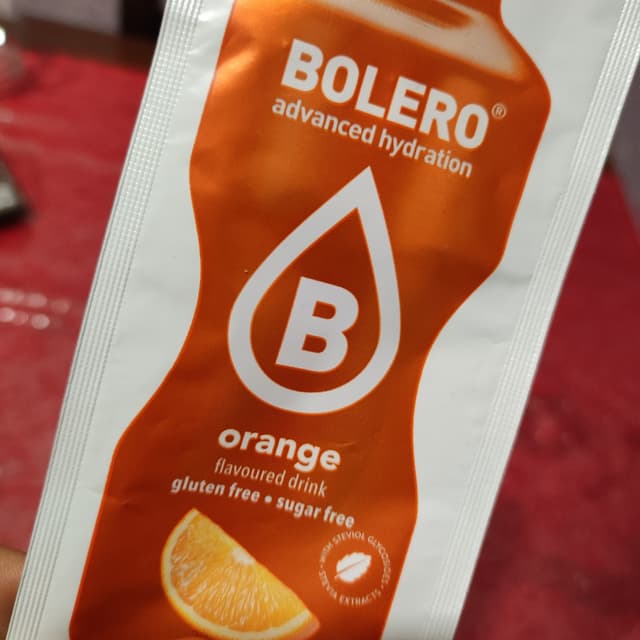 BOLERO®
advanced hydration
B
orange
flavoured drink
gluten free • sugar free
WITH STEVIOL GLYCOSIDES
STEVIA EXTRACTS